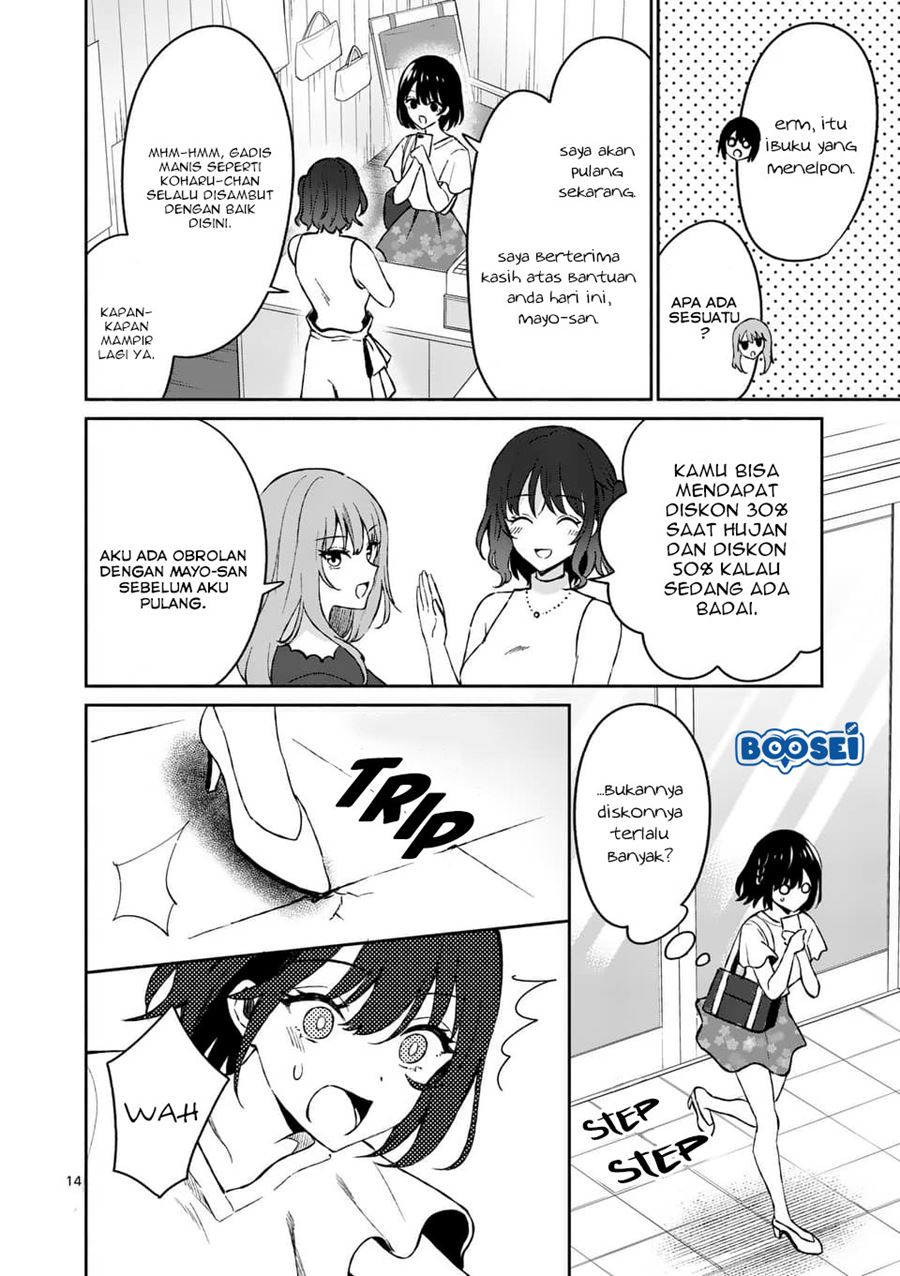 erm, itu
ibuku yang
menelpon.
APA ADA
SESUATU
?
saya akan
pulang
sekarang.
saya berterima
kasih atas bantuan
anda hari ini,
mayo-san.
MHM-HMM, GADIS
MANIS SEPERTI
KOHARU-CHAN
SELALU DISAMBUT
DENGAN BAIK
DISINI.
KAPAN-
KAPAN
MAMPIR
LAGI YA.
KAMU BISA
MENDAPAT
DISKON 30%
SAAT HUJAN
DAN DISKON
50% KALAU
SEDANG ADA
BADAI.
AKU ADA OBROLAN
DENGAN MAYO-SAN
SEBELUM AKU
PULANG.
BOOSEI
...Bukannya
diskonnya
terlalu
banyak?
STEP
STEP
TRIP
WAH
14